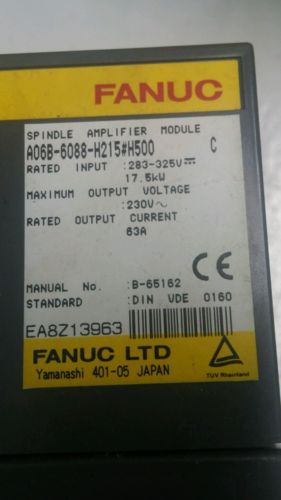 FANUC
SPINDLE AMPLIFIER MODULE
A06B-6088-H215#H500 C
RATED INPUT :283-325V⎓
17.5kW
MAXIMUM OUTPUT VOLTAGE
:230V~
RATED OUTPUT CURRENT
63A
MANUAL No. :B-65162
STANDARD :DIN VDE 0160
CE
EA8Z13963
FANUC LTD
Yamanashi 401-05 JAPAN
TÜV Rheinland